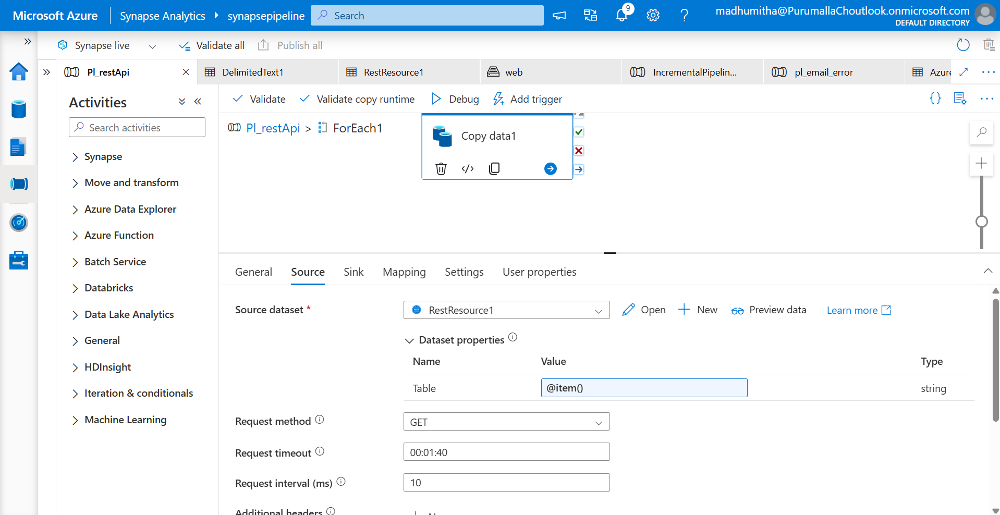 Microsoft Azure
Synapse Analytics
synapsepipeline
Search
9
madhumitha@PurumallaChoutlook.onmicrosoft.com
DEFAULT DIRECTORY
Synapse live
Validate all
Publish all
Pl_restApi
DelimitedText1
RestResource1
web
IncrementalPipelin...
pl_email_error
Azure
Activities
Search activities
Synapse
Move and transform
Azure Data Explorer
Azure Function
Batch Service
Databricks
Data Lake Analytics
General
HDInsight
Iteration & conditionals
Machine Learning
Validate
Validate copy runtime
Debug
Add trigger
Pl_restApi > ForEach1
Copy data1
General
Source
Sink
Mapping
Settings
User properties
Source dataset *
RestResource1
Open
New
Preview data
Learn more
Dataset properties
Name
Value
Type
Table
@item()
string
Request method
GET
Request timeout
00:01:40
Request interval (ms)
10
Additional headers